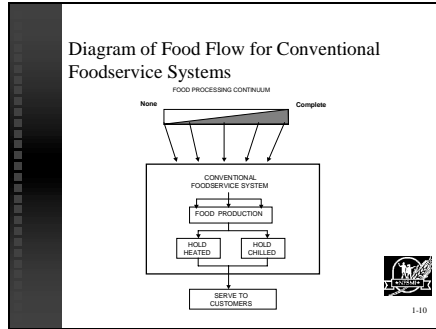 Diagram of Food Flow for Conventional
Foodservice Systems
FOOD PROCESSING CONTINUUM
None
Complete
CONVENTIONAL
FOODSERVICE SYSTEM
FOOD PRODUCTION
HOLD
HEATED
HOLD
CHILLED
SERVE TO
CUSTOMERS
NFSMI
1-10